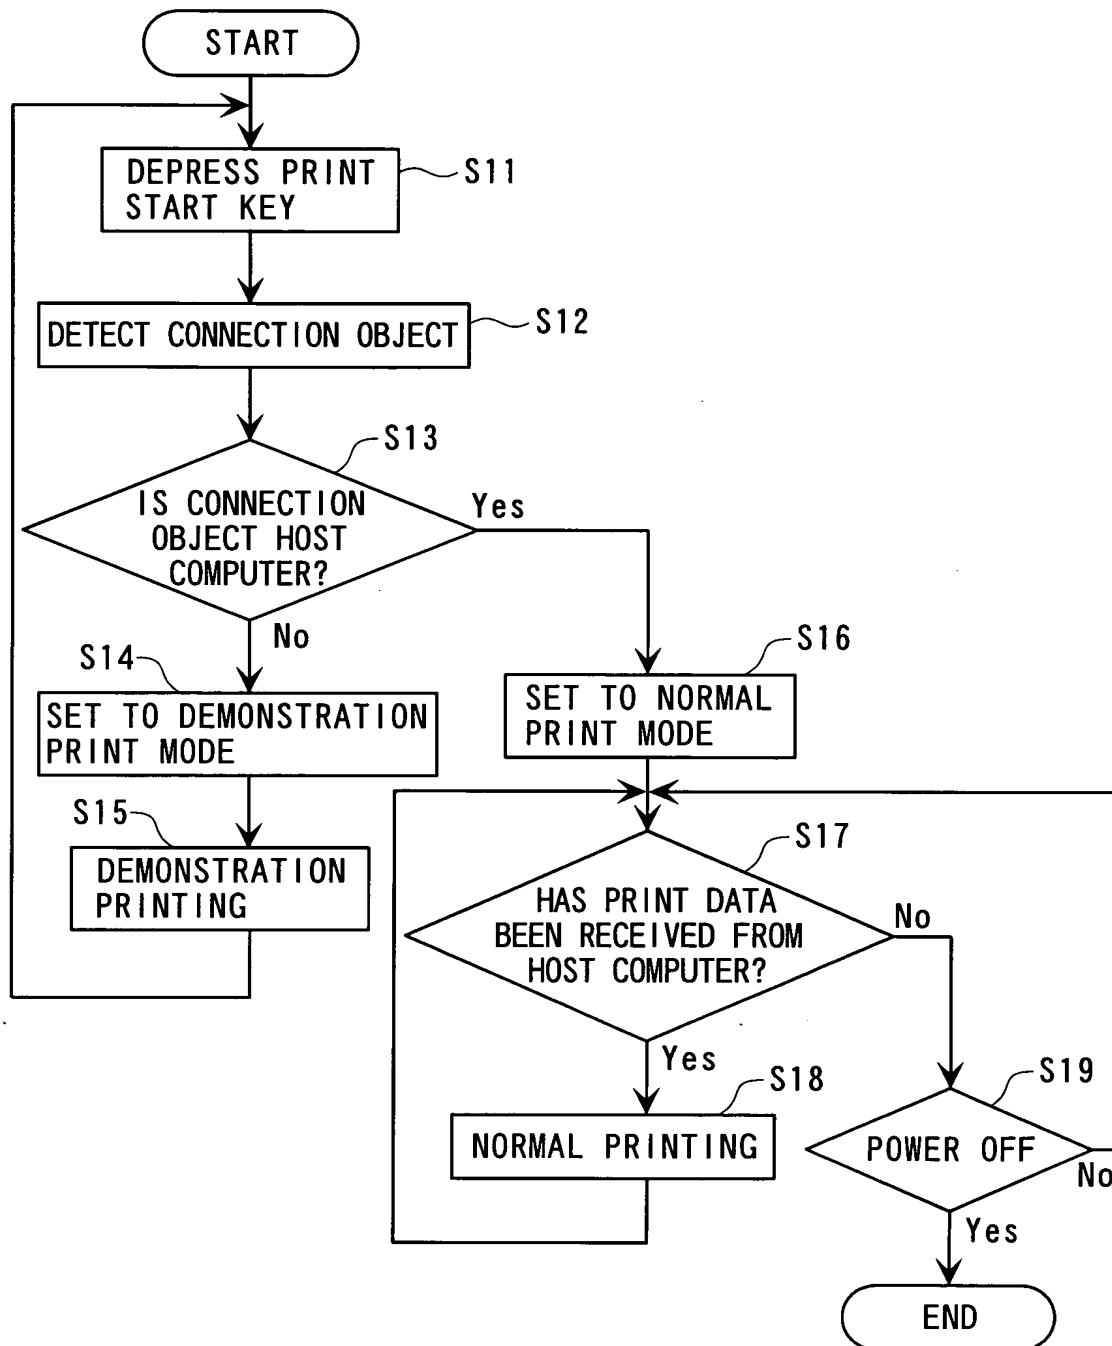 START
DEPRESS PRINT
START KEY
S11
DETECT CONNECTION OBJECT
S12
S13
IS CONNECTION
OBJECT HOST
COMPUTER?
Yes
No
S14
SET TO DEMONSTRATION
PRINT MODE
S15
DEMONSTRATION
PRINTING
S16
SET TO NORMAL
PRINT MODE
S17
HAS PRINT DATA
BEEN RECEIVED FROM
HOST COMPUTER?
No
Yes
S18
NORMAL PRINTING
S19
POWER OFF
No
Yes
END